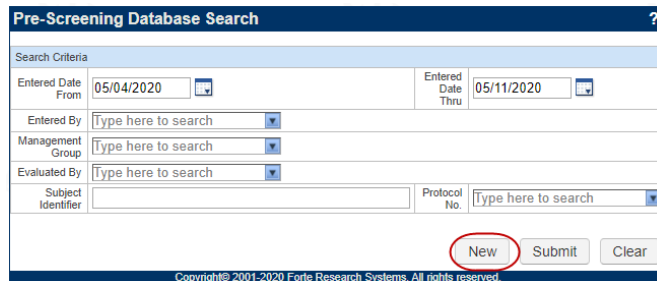 Pre-Screening Database Search ?
Search Criteria
Entered Date From 05/04/2020 Entered Date Thru 05/11/2020
Entered By Type here to search
Management Group Type here to search
Evaluated By Type here to search
Subject Identifier Protocol No. Type here to search
New Submit Clear
Copyright© 2001-2020 Forte Research Systems. All rights reserved.